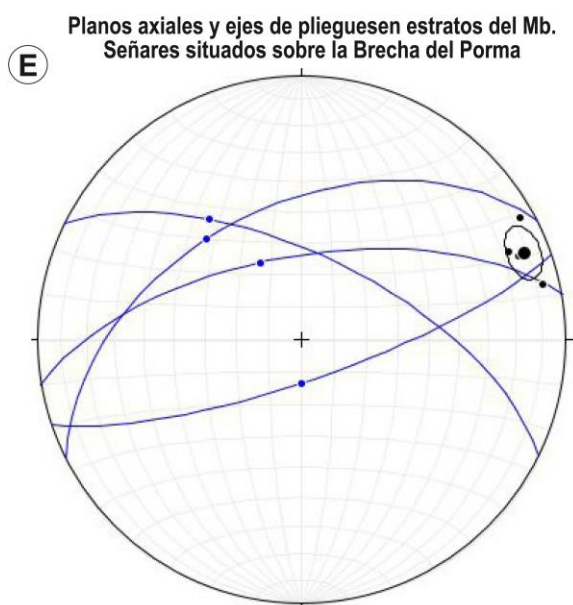 Planos axiales y ejes de plieguesen estratos del Mb.
Señares situados sobre la Brecha del Porma
E